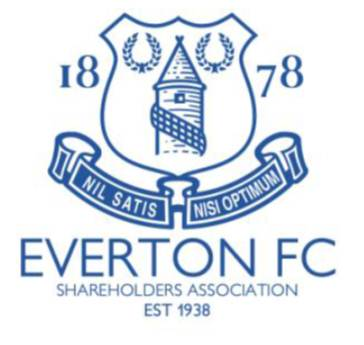 18 78
NIL SATIS NISI OPTIMUM
EVERTON FC
SHAREHOLDERS ASSOCIATION
EST 1938